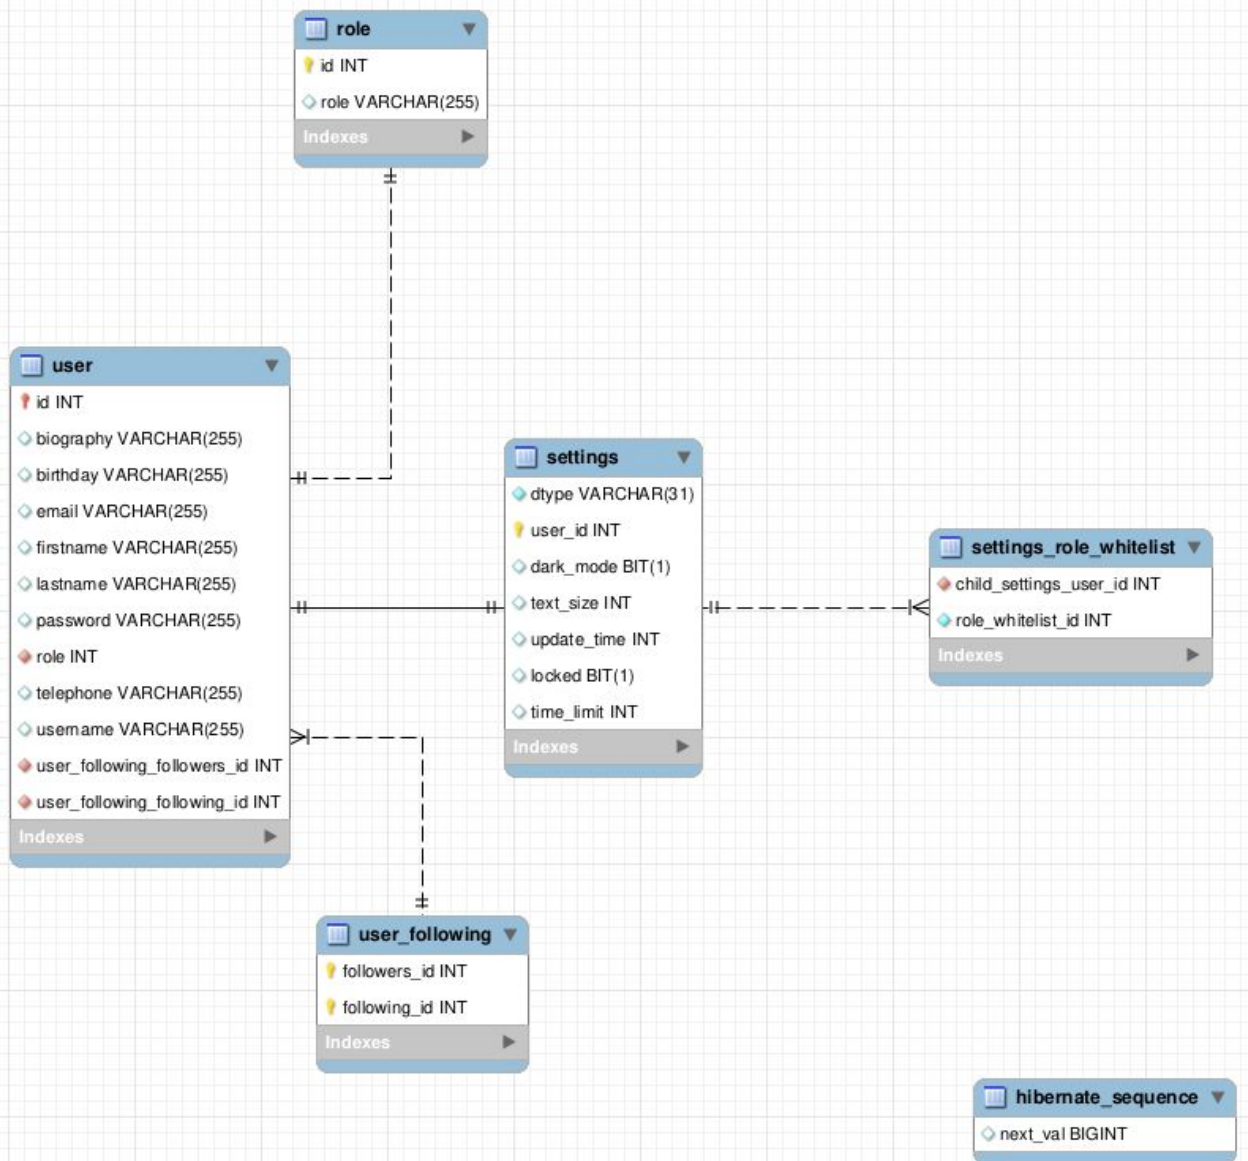 role
id INT
role VARCHAR(255)
Indexes
user
id INT
biography VARCHAR(255)
birthday VARCHAR(255)
email VARCHAR(255)
firstname VARCHAR(255)
lastname VARCHAR(255)
password VARCHAR(255)
role INT
telephone VARCHAR(255)
username VARCHAR(255)
user_following_followers_id INT
user_following_following_id INT
Indexes
settings
dtype VARCHAR(31)
user_id INT
dark_mode BIT(1)
text_size INT
update_time INT
locked BIT(1)
time_limit INT
Indexes
settings_role_whitelist
child_settings_user_id INT
role_whitelist_id INT
Indexes
user_following
followers_id INT
following_id INT
Indexes
hibernate_sequence
next_val BIGINT